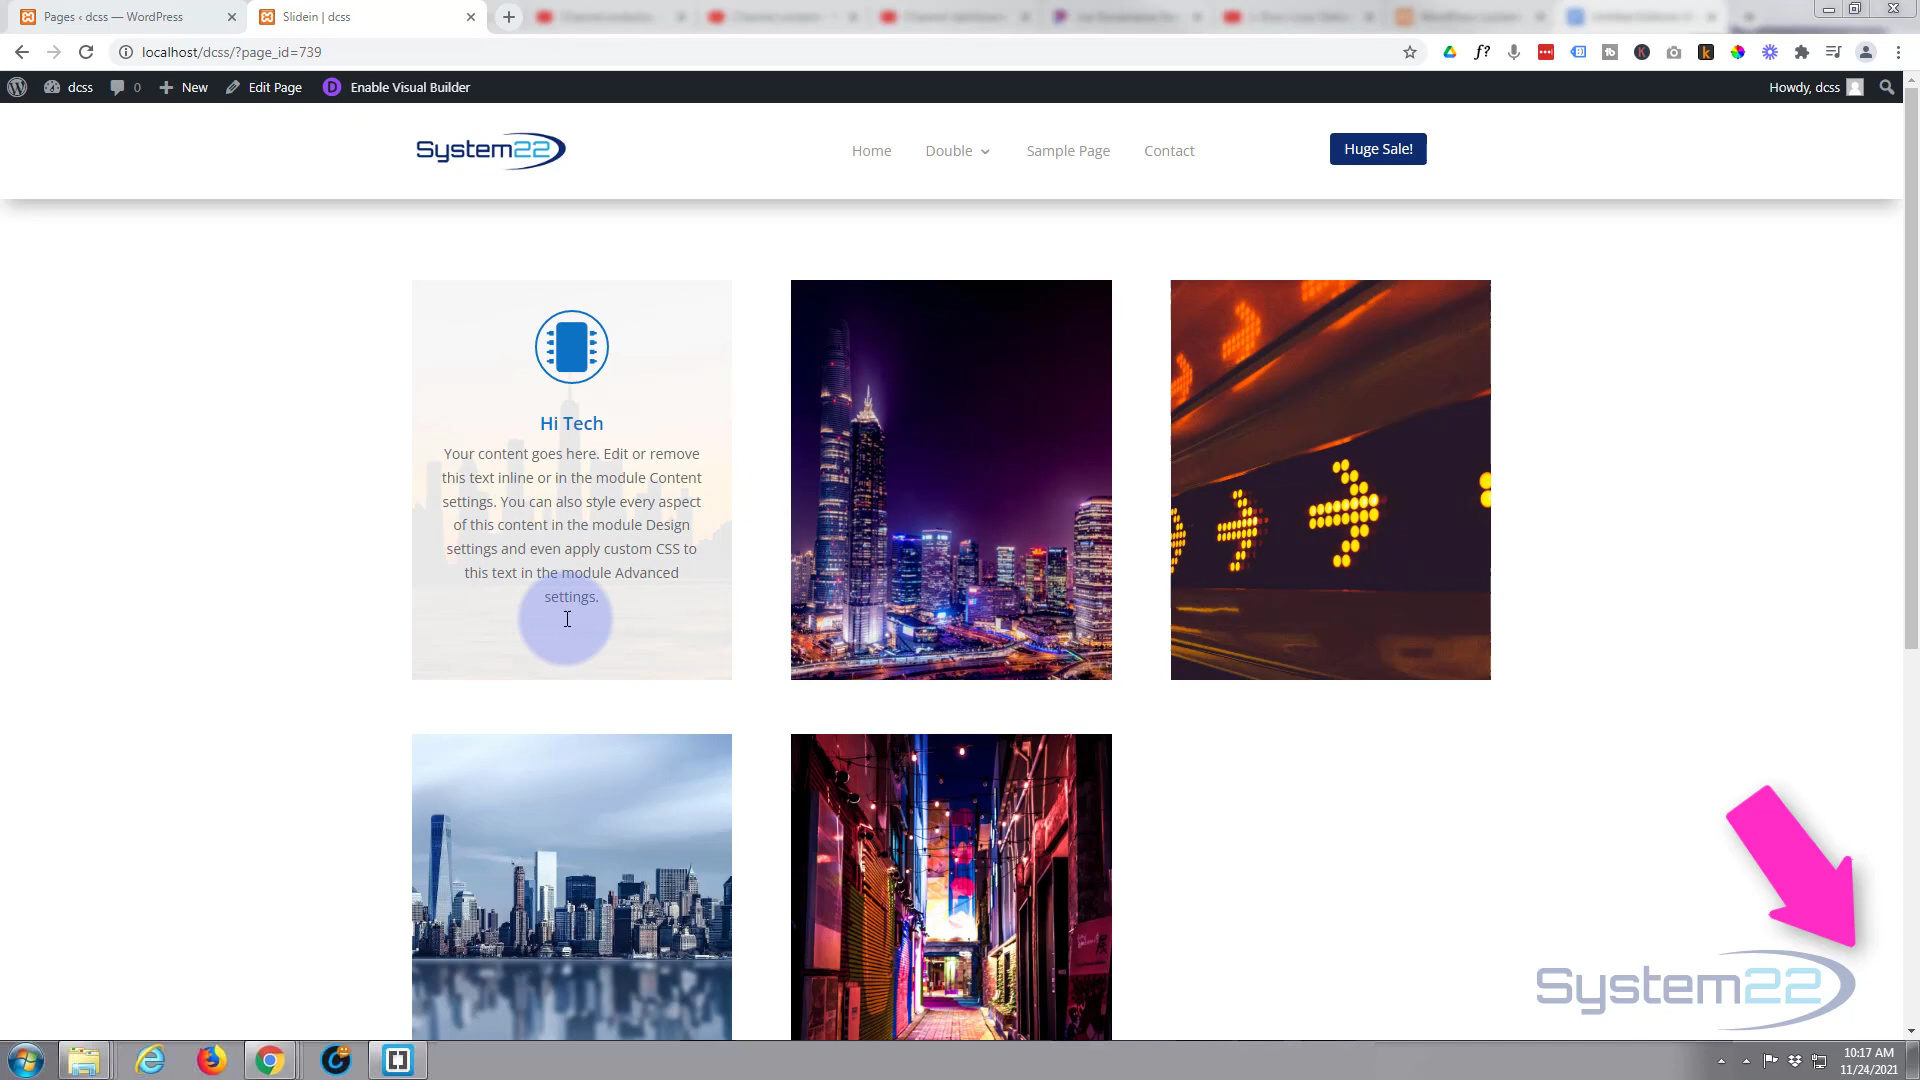 Pages ‹ dcss — WordPress
Slidein | dcss
localhost/dcss/?page_id=739
f?
dcss
0
New
Edit Page
D
Enable Visual Builder
Howdy, dcss
System22
Home
Double
Sample Page
Contact
Huge Sale!
Hi Tech
Your content goes here. Edit or remove
this text inline or in the module Content
settings. You can also style every aspect
of this content in the module Design
settings and even apply custom CSS to
this text in the module Advanced
settings.
System22
10:17 AM
11/24/2021